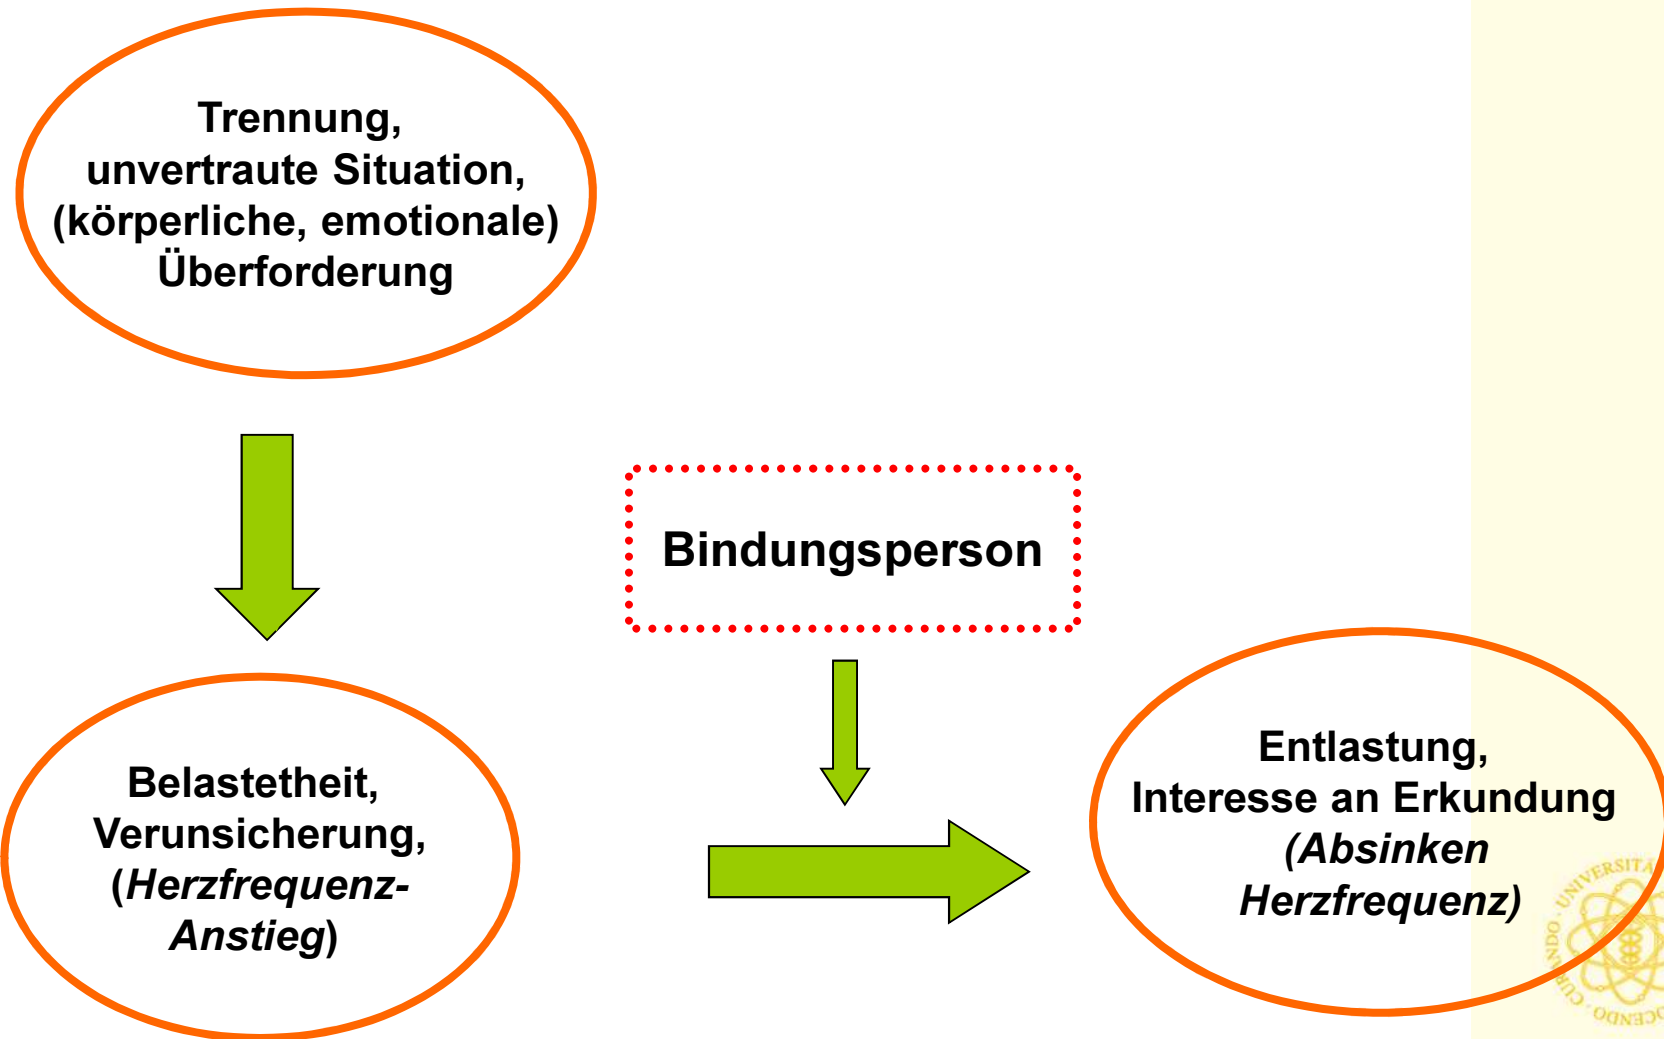 Trennung,
unvertraute Situation,
(körperliche, emotionale)
Überforderung
Bindungsperson
Belastetheit,
Verunsicherung,
(Herzfrequenz-
Anstieg)
Entlastung,
Interesse an Erkundung
(Absinken
Herzfrequenz)